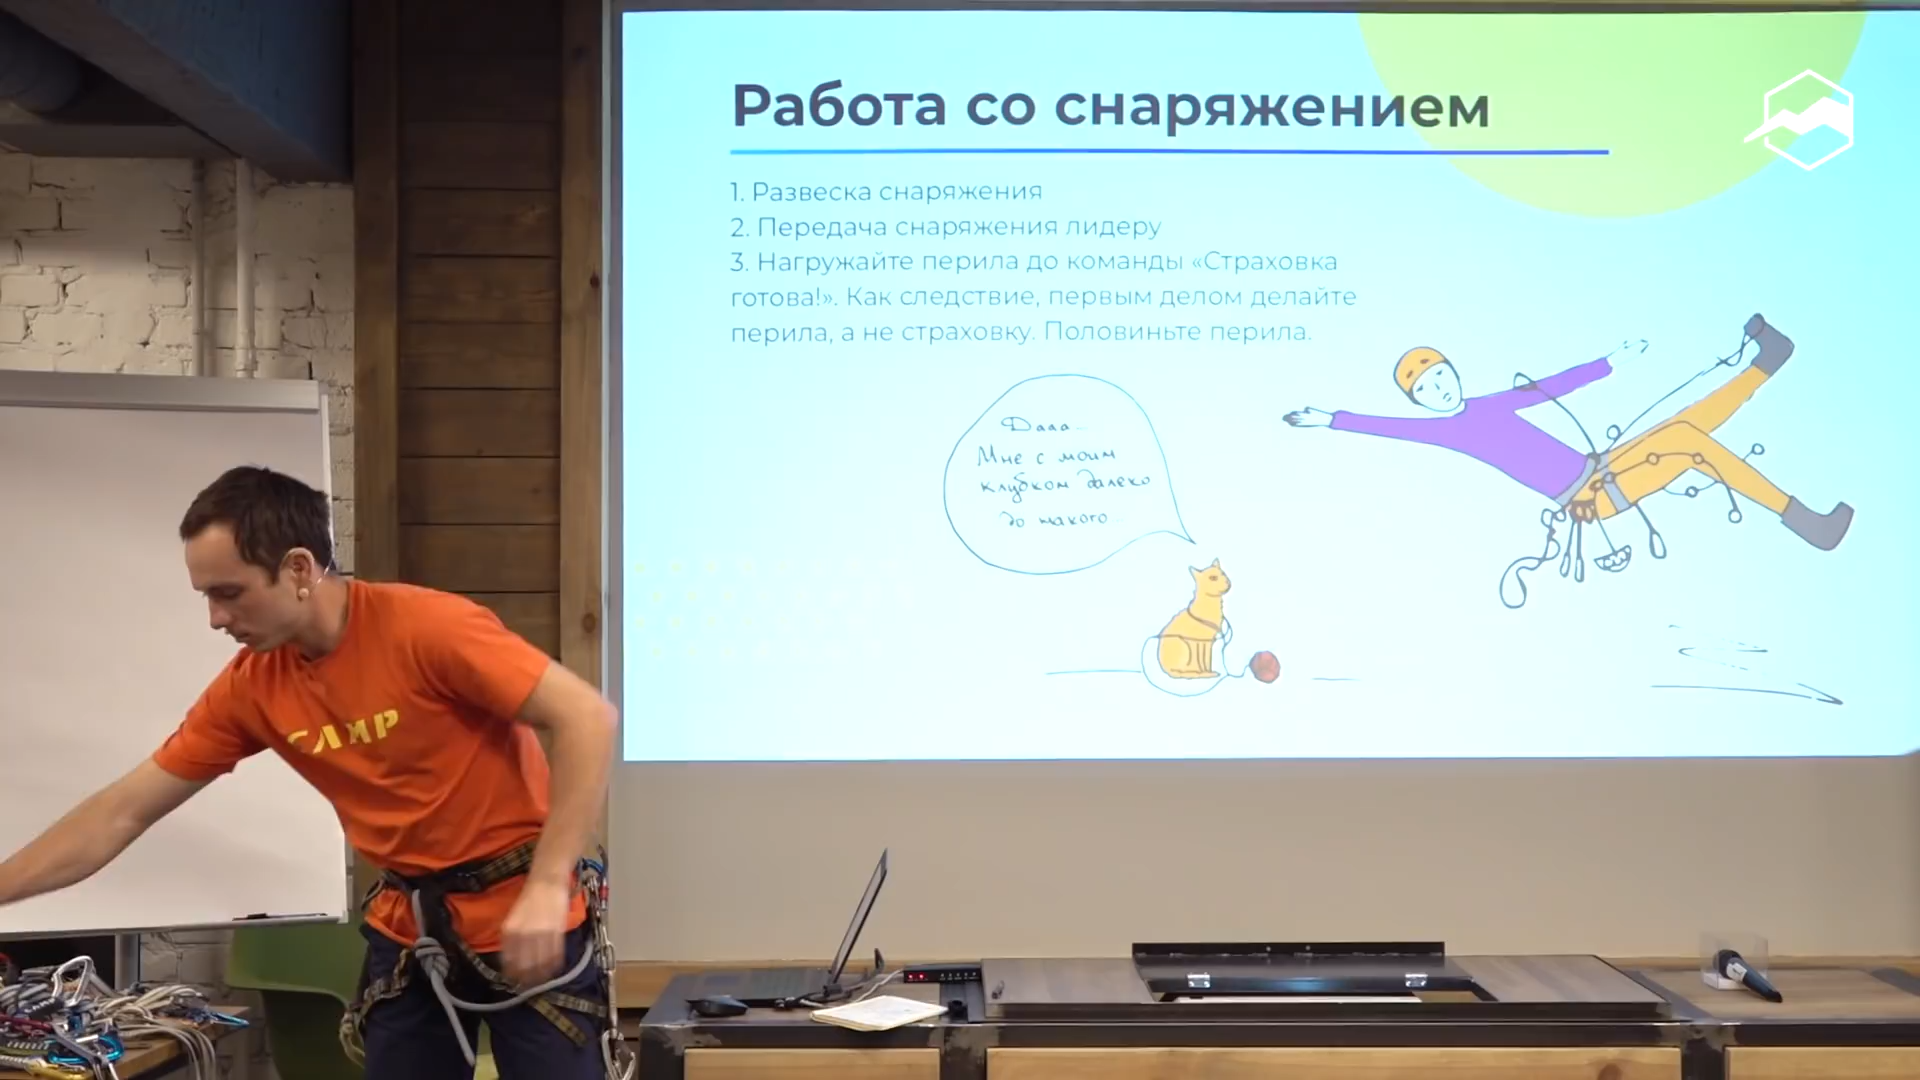 Работа со снаряжением
1. Развеска снаряжения
2. Передача снаряжения лидеру
3. Нагружайте перила до команды «Страховка
готова!». Как следствие, первым делом делайте
перила, а не страховку. Половиньте перила.
Дааа...
Мне с моим
клубком далеко
до такого...
CAMP